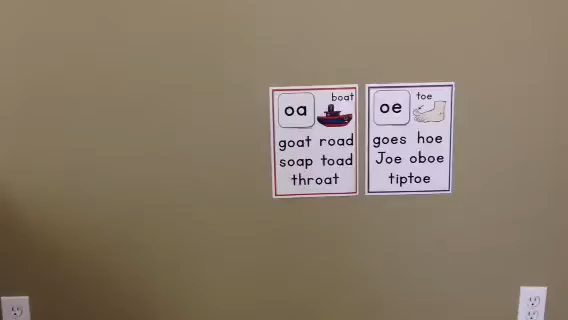 oa boat
goat road
soap toad
throat
oe toe
goes hoe
Joe oboe
tiptoe